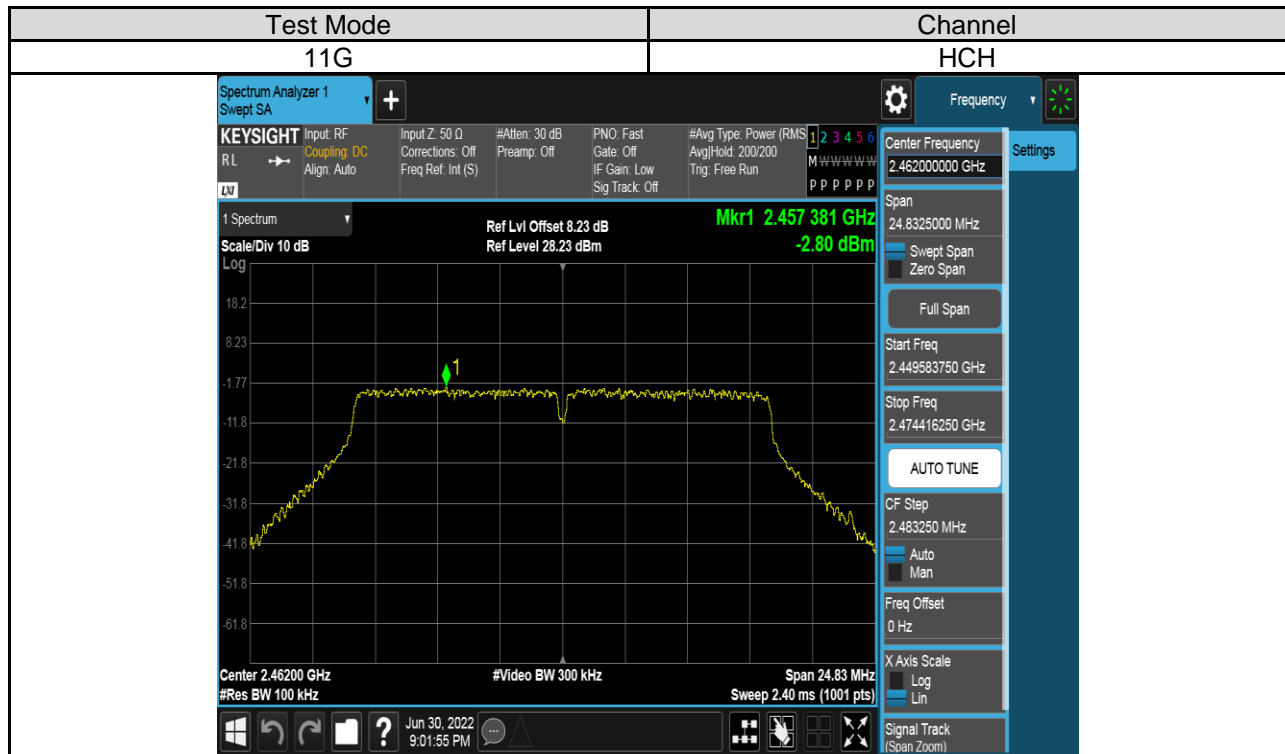 Test Mode Channel
11G HCH
Spectrum Analyzer 1
Swept SA
+
Frequency
KEYSIGHT
RL
LXI
Input: RF
Coupling: DC
Align: Auto
Input Z: 50 Ω
Corrections: Off
Freq Ref: Int (S)
#Atten: 30 dB
Preamp: Off
PNO: Fast
Gate: Off
IF Gain: Low
Sig Track: Off
#Avg Type: Power (RMS
Avg|Hold: 200/200
Trig: Free Run
1 2 3 4 5 6
M W W W W W
P P P P P P
1 Spectrum
Scale/Div 10 dB
Ref Lvl Offset 8.23 dB
Ref Level 28.23 dBm
Mkr1 2.457 381 GHz
-2.80 dBm
Log
18.2
8.23
-1.77
-11.8
-21.8
-31.8
-41.8
-51.8
-61.8
1
Center 2.46200 GHz
#Res BW 100 kHz
#Video BW 300 kHz
Span 24.83 MHz
Sweep 2.40 ms (1001 pts)
?
Jun 30, 2022
9:01:55 PM
Center Frequency
2.462000000 GHz
Settings
Span
24.8325000 MHz
Swept Span
Zero Span
Full Span
Start Freq
2.449583750 GHz
Stop Freq
2.474416250 GHz
AUTO TUNE
CF Step
2.483250 MHz
Auto
Man
Freq Offset
0 Hz
X Axis Scale
Log
Lin
Signal Track
(Span Zoom)